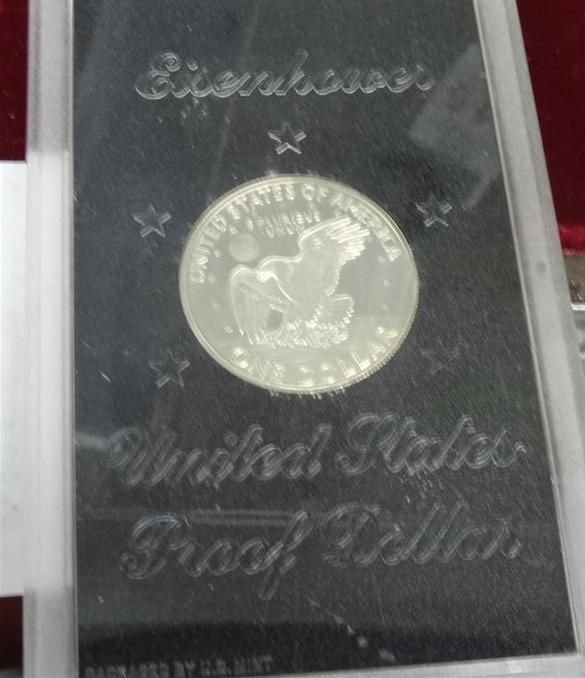 Eisenhower
UNITED STATES OF AMERICA
E PLURIBUS
UNUM
ONE DOLLAR
United States
Proof Dollar
PACKAGED BY U.S. MINT